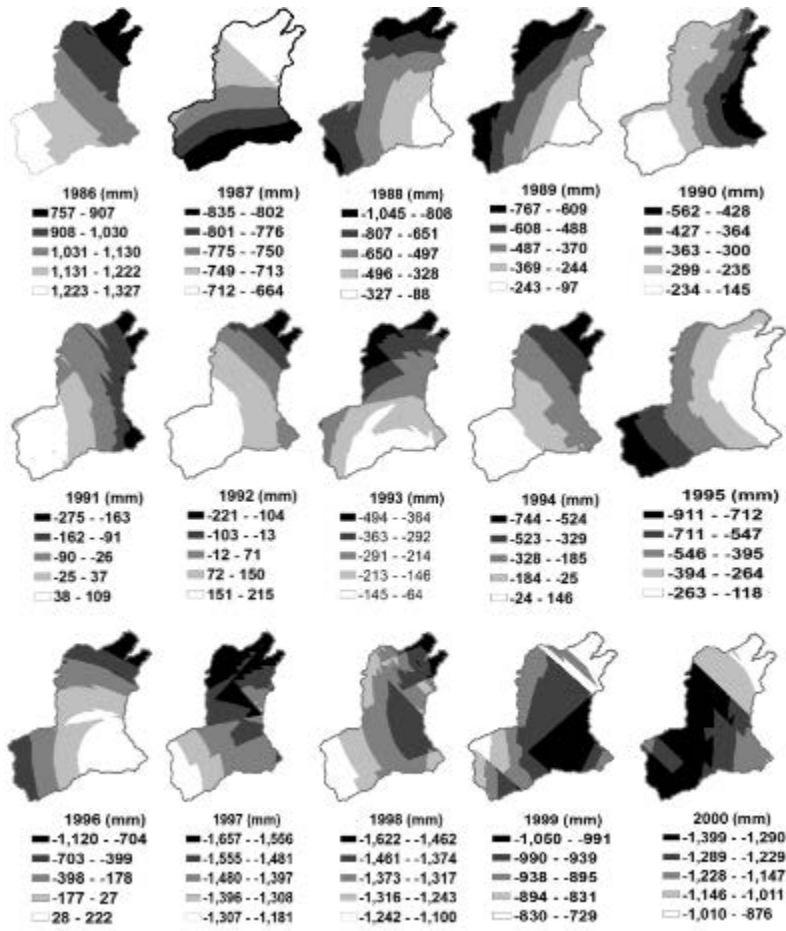 1986 (mm)
757 - 907
908 - 1,030
1,031 - 1,130
1,131 - 1,222
1,223 - 1,327
1987 (mm)
-835 - -802
-801 - -776
-775 - -750
-749 - -713
-712 - -664
1988 (mm)
-1,045 - -808
-807 - -651
-650 - -497
-496 - -328
-327 - -88
1989 (mm)
-767 - -609
-608 - -488
-487 - -370
-369 - -244
-243 - -97
1990 (mm)
-562 - -428
-427 - -364
-363 - -300
-299 - -235
-234 - -145
1991 (mm)
-275 - -163
-162 - -91
-90 - -26
-25 - 37
38 - 109
1992 (mm)
-221 - -104
-103 - -13
-12 - 71
72 - 150
151 - 215
1993 (mm)
-494 - -364
-363 - -292
-291 - -214
-213 - -146
-145 - -64
1994 (mm)
-744 - -524
-523 - -329
-328 - -185
-184 - -25
-24 - 146
1995 (mm)
-911 - -712
-711 - -547
-546 - -395
-394 - -264
-263 - -118
1996 (mm)
-1,120 - -704
-703 - -399
-398 - -178
-177 - 27
28 - 222
1997 (mm)
-1,657 - -1,556
-1,555 - -1,481
-1,480 - -1,397
-1,396 - -1,308
-1,307 - -1,181
1998 (mm)
-1,622 - -1,462
-1,461 - -1,374
-1,373 - -1,317
-1,316 - -1,243
-1,242 - -1,100
1999 (mm)
-1,050 - -991
-990 - -939
-938 - -895
-894 - -831
-830 - -729
2000 (mm)
-1,399 - -1,290
-1,289 - -1,229
-1,228 - -1,147
-1,146 - -1,011
-1,010 - -876